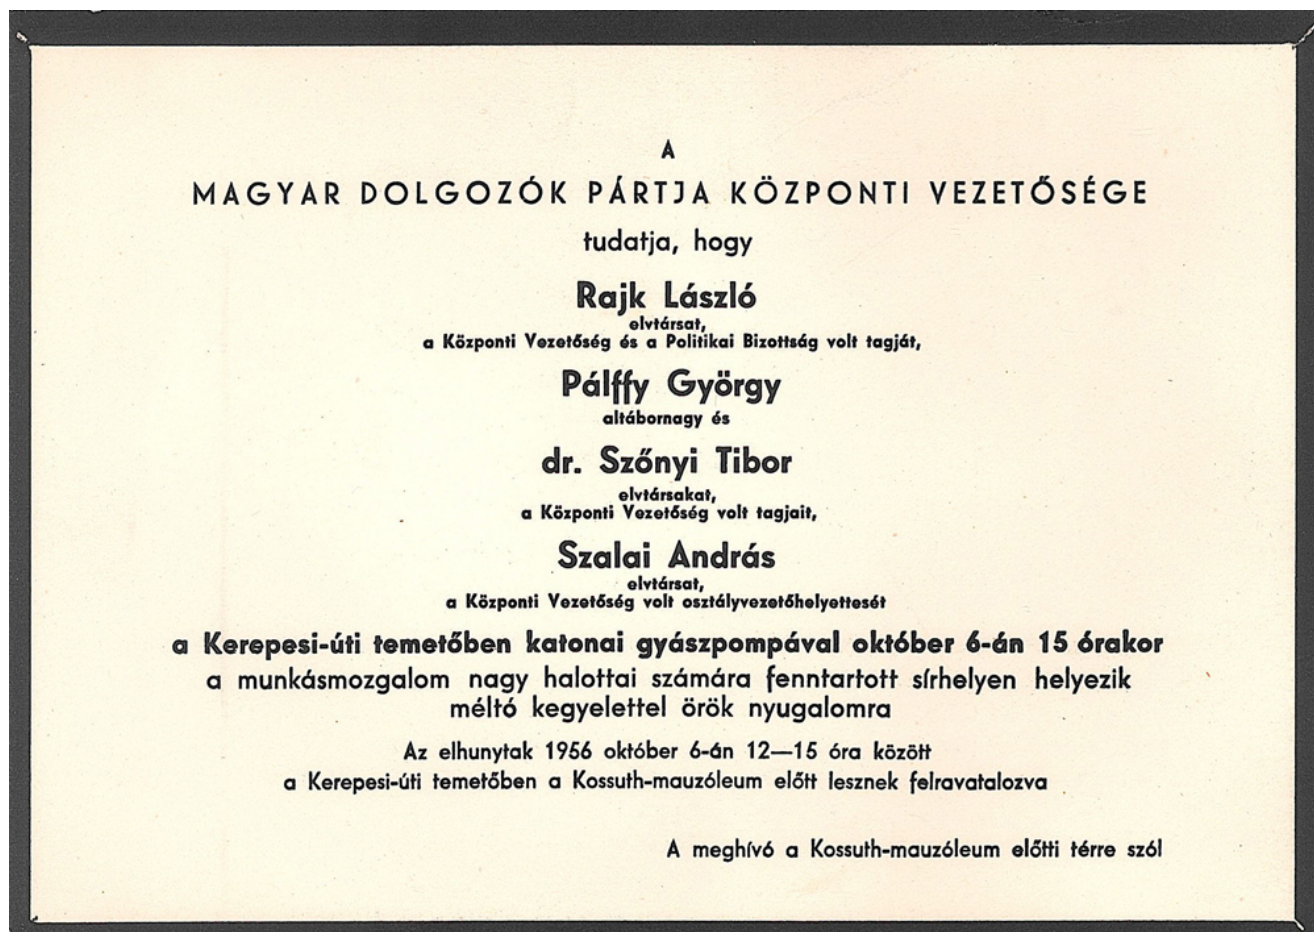 A
MAGYAR DOLGOZÓK PÁRTJA KÖZPONTI VEZETŐSÉGE
tudatja, hogy
Rajk László
elvtársat,
a Központi Vezetőség és a Politikai Bizottság volt tagját,
Pálffy György
altábornagy és
dr. Szőnyi Tibor
elvtársakat,
a Központi Vezetőség volt tagjait,
Szalai András
elvtársat,
a Központi Vezetőség volt osztályvezetőhelyettesét
a Kerepesi-úti temetőben katonai gyászpompával október 6-án 15 órakor
a munkásmozgalom nagy halottai számára fenntartott sírhelyen helyezik
méltó kegyelettel örök nyugalomra
Az elhunytak 1956 október 6-án 12—15 óra között
a Kerepesi-úti temetőben a Kossuth-mauzóleum előtt lesznek felravatalozva
A meghívó a Kossuth-mauzóleum előtti térre szól